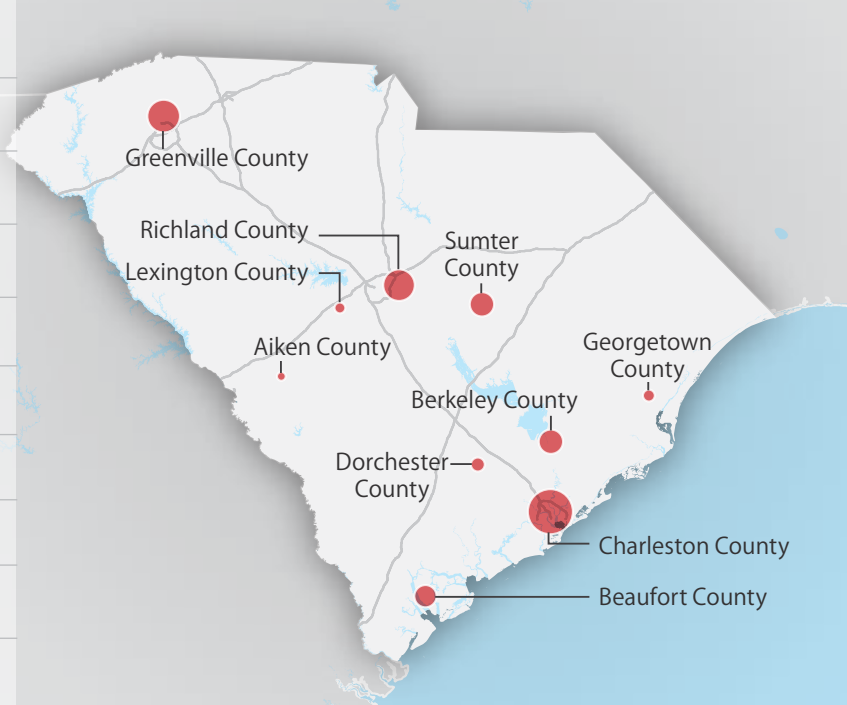 Greenville County
Richland County
Sumter
County
Lexington County
Aiken County
Georgetown
County
Berkeley County
Dorchester
County
Charleston County
Beaufort County